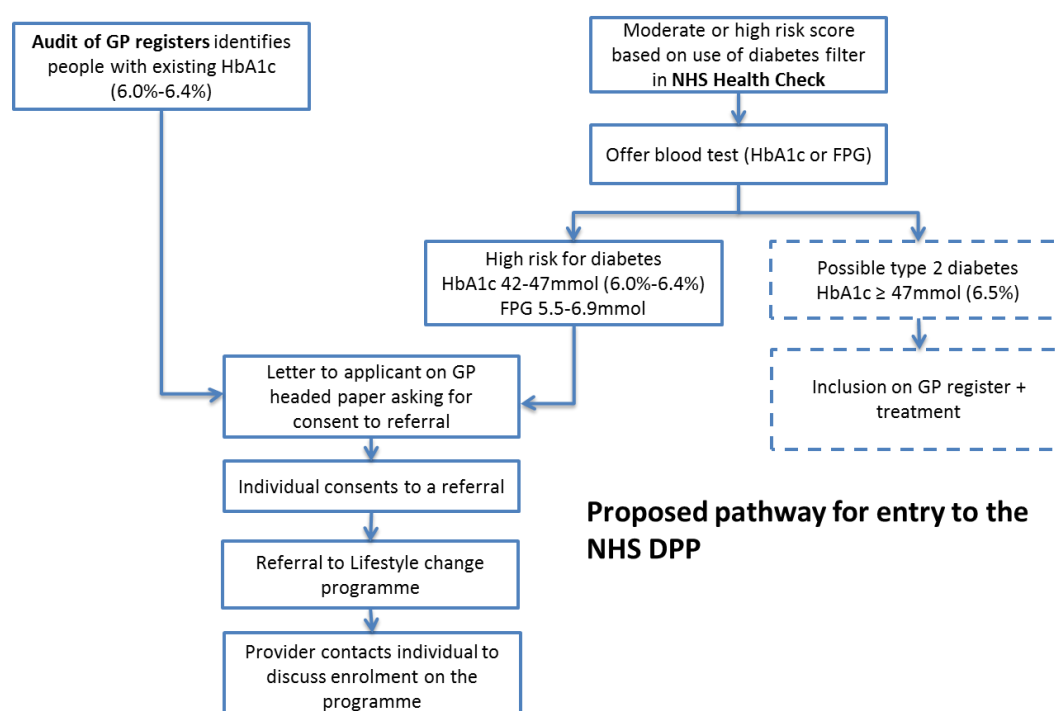 Audit of GP registers identifies
people with existing HbA1c
(6.0%-6.4%)
Moderate or high risk score
based on use of diabetes filter
in NHS Health Check
Offer blood test (HbA1c or FPG)
High risk for diabetes
HbA1c 42-47mmol (6.0%-6.4%)
FPG 5.5-6.9mmol
Possible type 2 diabetes
HbA1c ≥ 47mmol (6.5%)
Inclusion on GP register +
treatment
Letter to applicant on GP
headed paper asking for
consent to referral
Individual consents to a referral
Referral to Lifestyle change
programme
Provider contacts individual to
discuss enrolment on the
programme
Proposed pathway for entry to the
NHS DPP